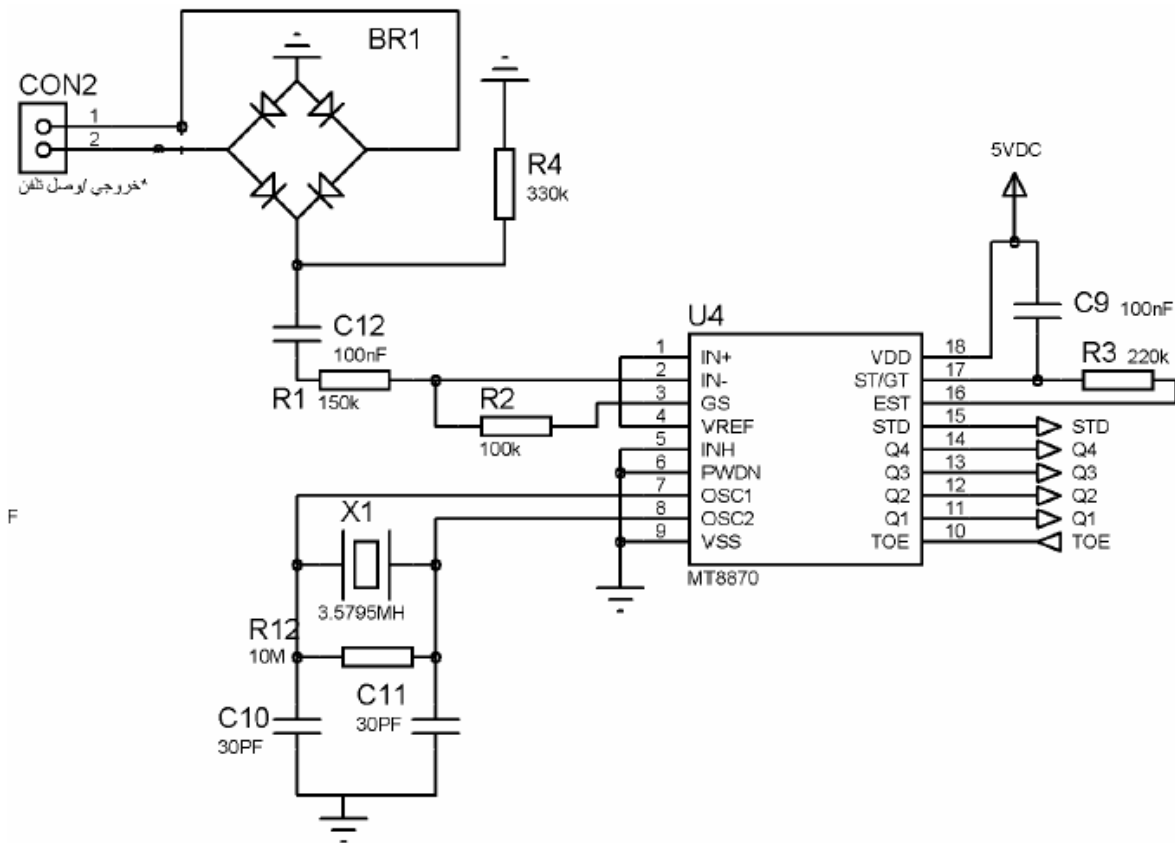 BR1
CON2
1
2
*خروجي /وصل تلفن
R4
330k
5VDC
C12
100nF
R1
150k
R2
100k
U4
C9
100nF
R3
220k
1 IN+
2 IN-
3 GS
4 VREF
5 INH
6 PWDN
7 OSC1
8 OSC2
9 VSS
VDD 18
ST/GT 17
EST 16
STD 15 STD
Q4 14 Q4
Q3 13 Q3
Q2 12 Q2
Q1 11 Q1
TOE 10 TOE
MT8870
F
X1
3.5795MH
R12
10M
C10
30PF
C11
30PF